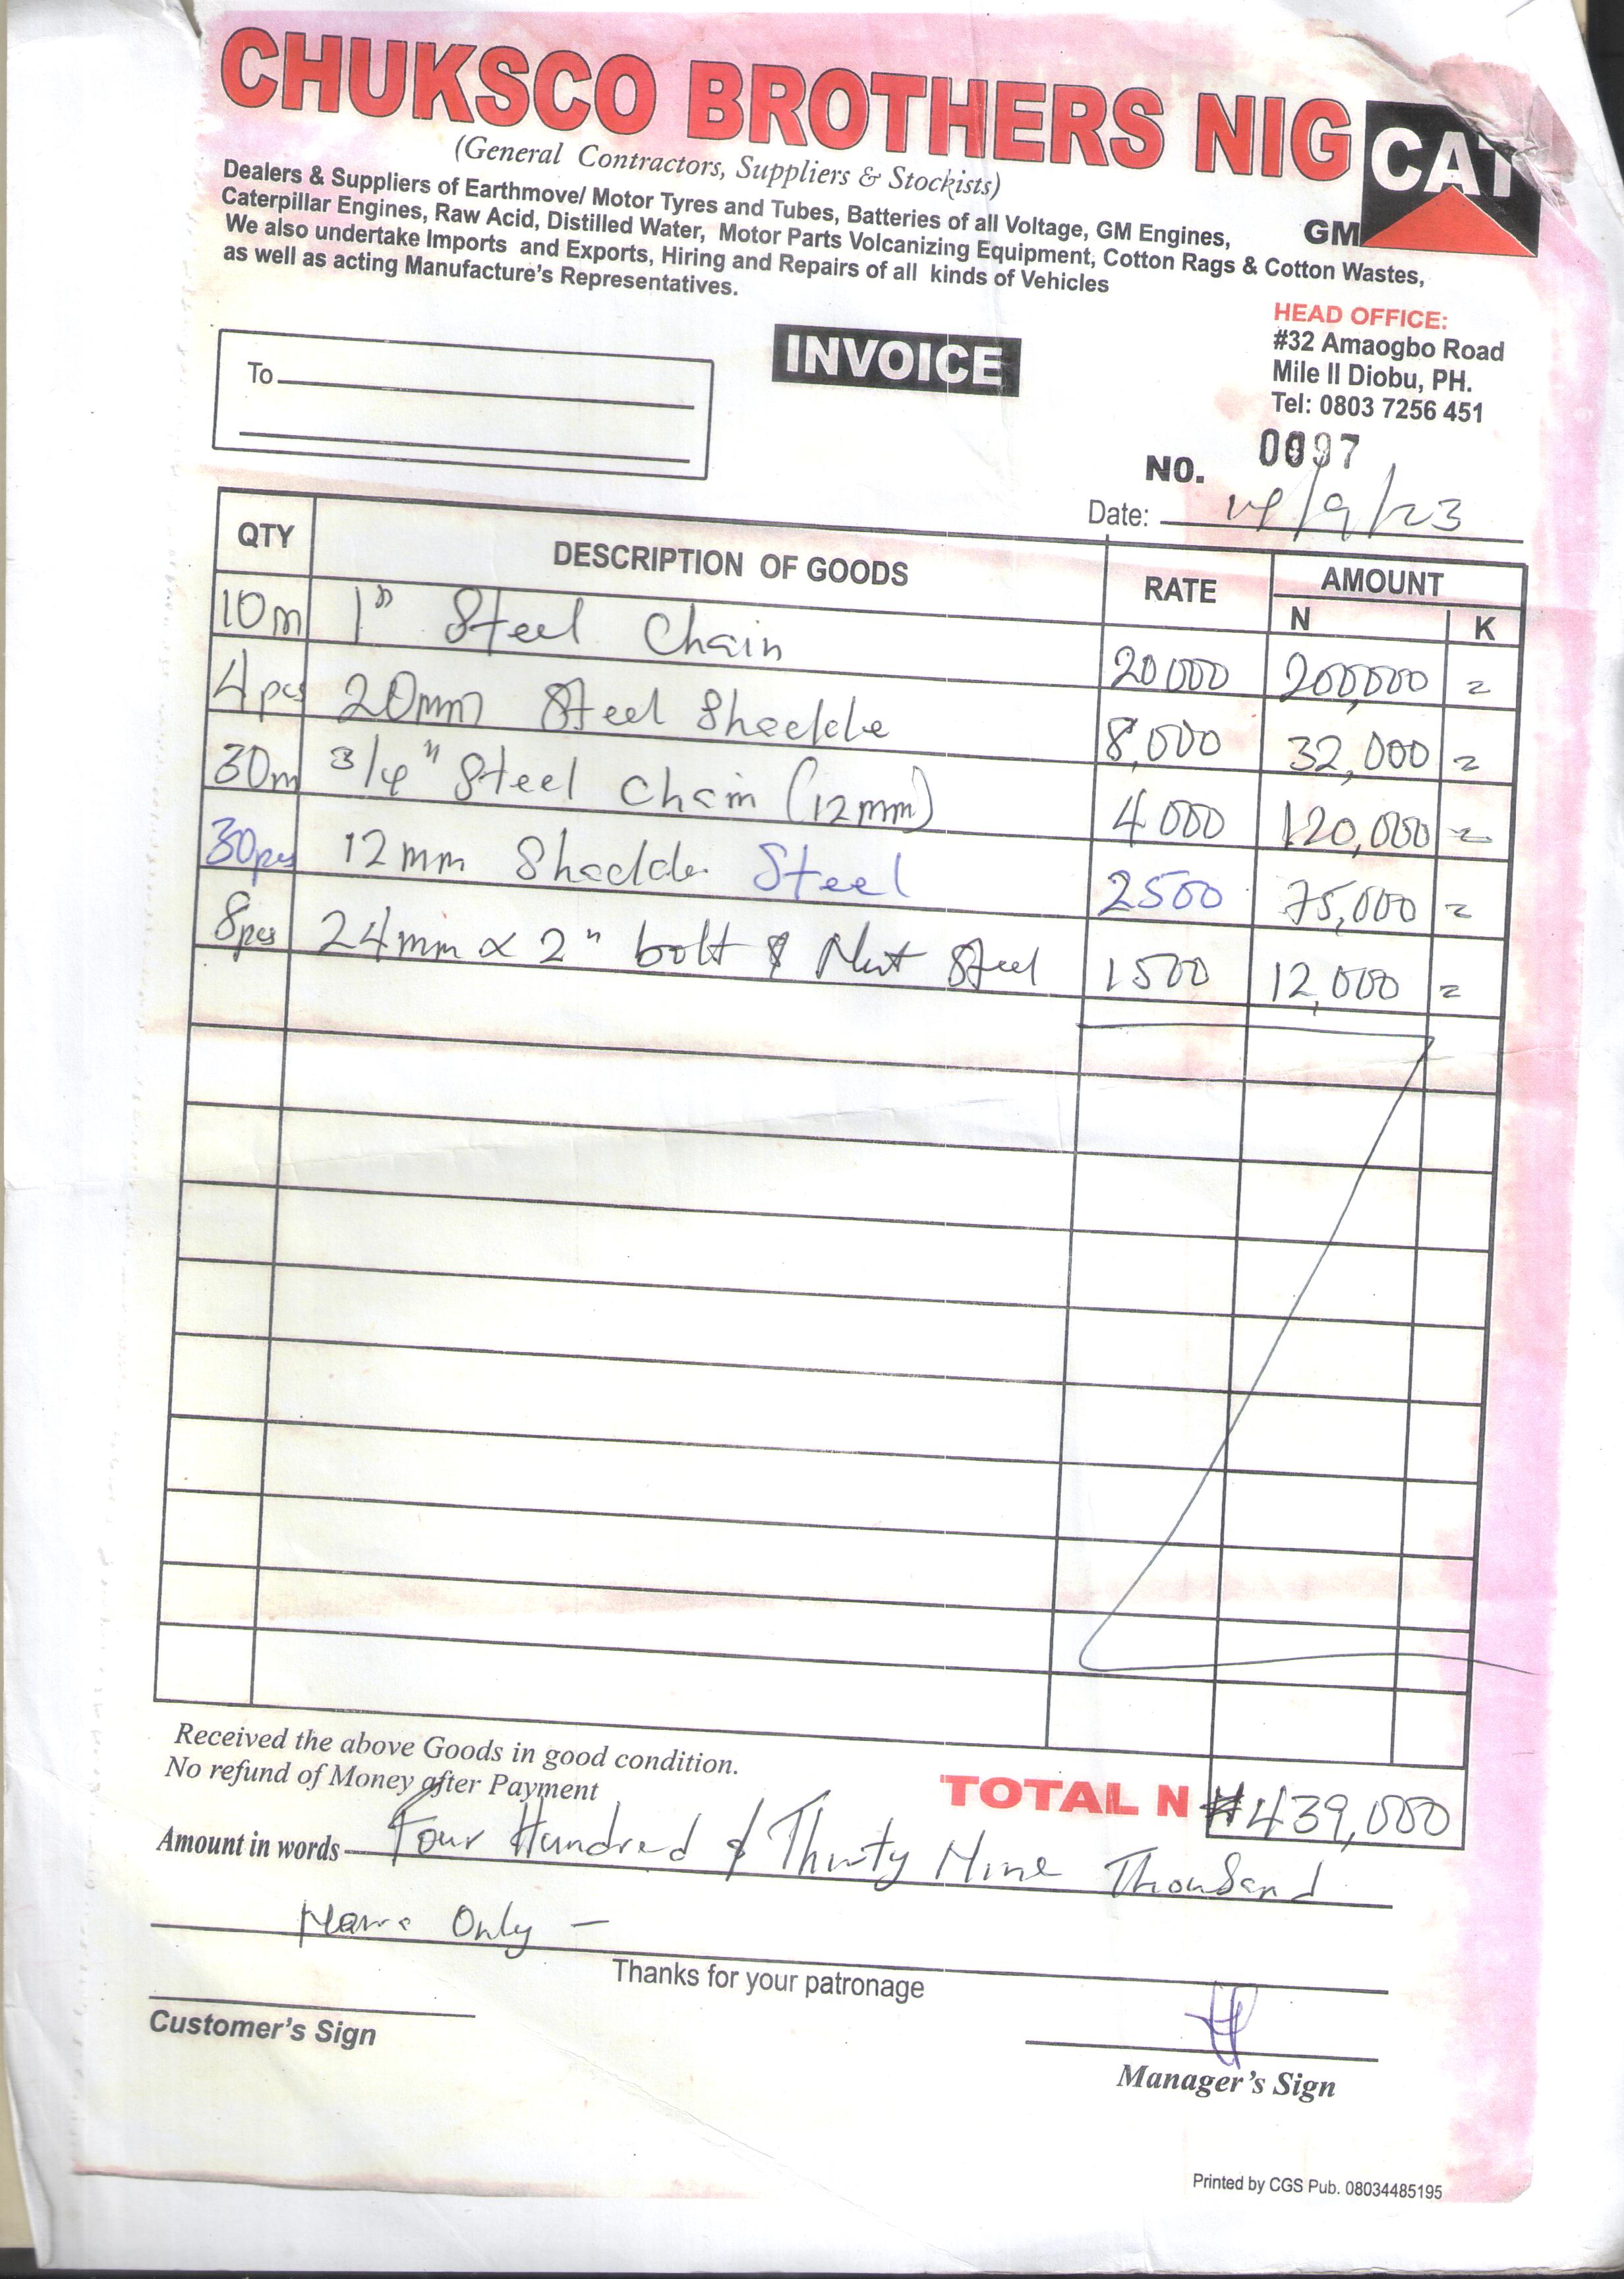 CHUKSCO BROTHERS NIG
CAT
(General Contractors, Suppliers & Stockists)
Dealers & Suppliers of Earthmove/ Motor Tyres and Tubes, Batteries of all Voltage, GM Engines,
GM
Caterpillar Engines, Raw Acid, Distilled Water, Motor Parts Volcanizing Equipment, Cotton Rags & Cotton Wastes,
We also undertake Imports and Exports, Hiring and Repairs of all kinds of Vehicles
as well as acting Manufacture's Representatives.
HEAD OFFICE:
#32 Amaogbo Road
Mile II Diobu, PH.
Tel: 0803 7256 451
INVOICE
To
NO. 0097
Date: 14/9/23
QTY DESCRIPTION OF GOODS RATE AMOUNT
N K
10m 1" Steel Chain 20000 200,000 =
4pcs 20mm Steel Shackle 8,000 32,000 =
30m 3/4" Steel Chain (12mm) 4000 120,000 =
30pcs 12mm Shackle Steel 2500 75,000 =
8pcs 24mm x 2" bolt & Nut Steel 1500 12,000 =
Received the above Goods in good condition.
No refund of Money after Payment
TOTAL N ₦439,000
Amount in words Four Hundred & Thirty Nine Thousand
Naira Only -
Thanks for your patronage
Customer's Sign
Manager's Sign
Printed by CGS Pub. 08034485195